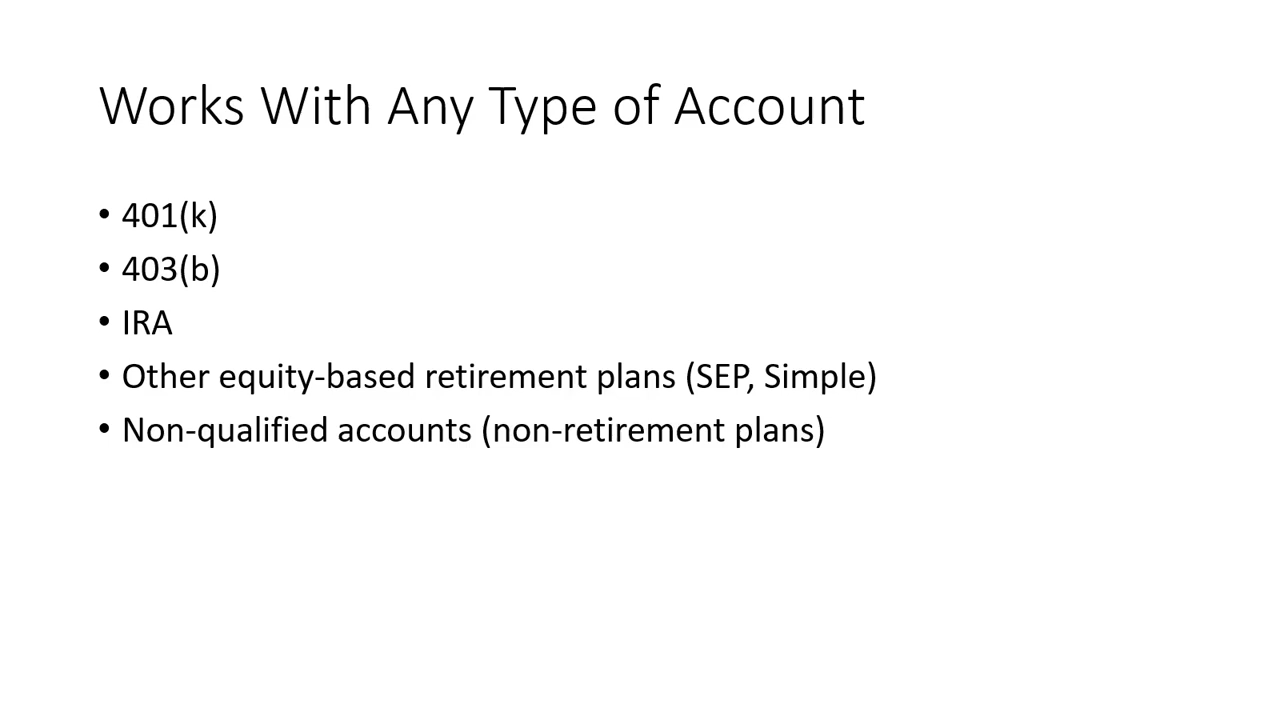 Works With Any Type of Account
• 401(k)
• 403(b)
• IRA
• Other equity-based retirement plans (SEP, Simple)
• Non-qualified accounts (non-retirement plans)